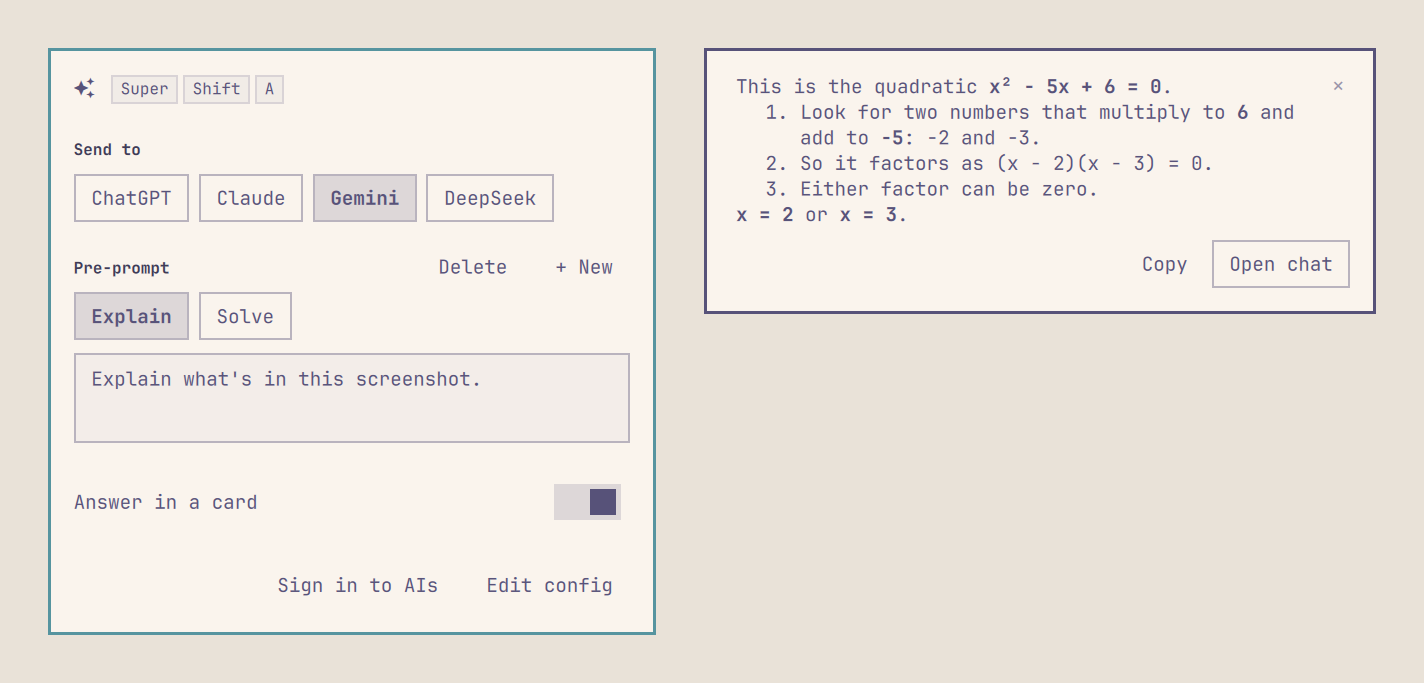 Super Shift A
Send to
ChatGPT Claude Gemini DeepSeek
Pre-prompt Delete + New
Explain Solve
Explain what's in this screenshot.
Answer in a card
Sign in to AIs Edit config
This is the quadratic x² - 5x + 6 = 0. ×
1. Look for two numbers that multiply to 6 and
add to -5: -2 and -3.
2. So it factors as (x - 2)(x - 3) = 0.
3. Either factor can be zero.
x = 2 or x = 3.
Copy Open chat